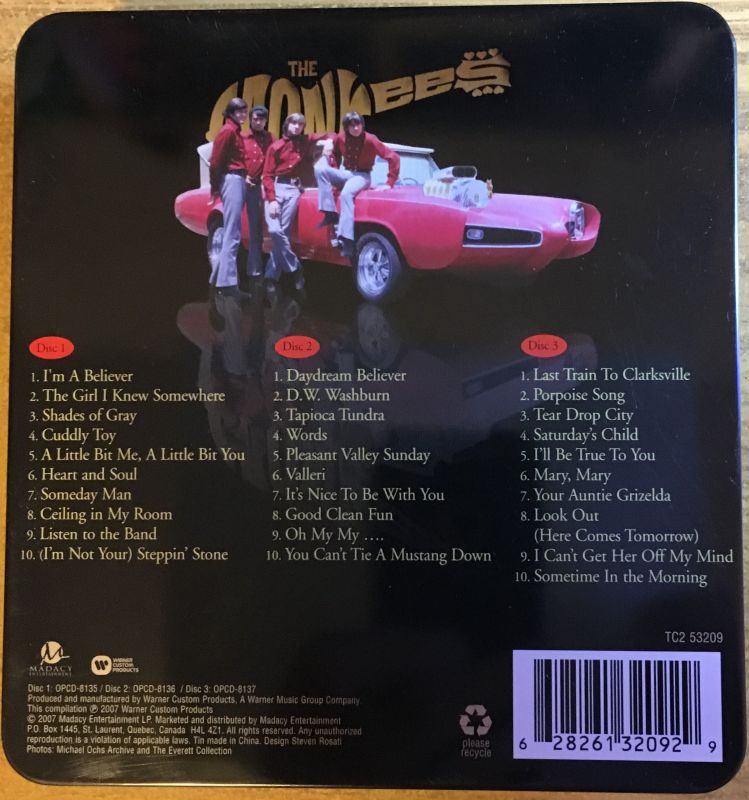 THE
MONKEES
Disc 1
1. I'm A Believer
2. The Girl I Knew Somewhere
3. Shades of Gray
4. Cuddly Toy
5. A Little Bit Me, A Little Bit You
6. Heart and Soul
7. Someday Man
8. Ceiling in My Room
9. Listen to the Band
10. (I'm Not Your) Steppin' Stone
Disc 2
1. Daydream Believer
2. D.W. Washburn
3. Tapioca Tundra
4. Words
5. Pleasant Valley Sunday
6. Valleri
7. It's Nice To Be With You
8. Good Clean Fun
9. Oh My My ....
10. You Can't Tie A Mustang Down
Disc 3
1. Last Train To Clarksville
2. Porpoise Song
3. Tear Drop City
4. Saturday's Child
5. I'll Be True To You
6. Mary, Mary
7. Your Auntie Grizelda
8. Look Out
(Here Comes Tomorrow)
9. I Can't Get Her Off My Mind
10. Sometime In the Morning
TC2 53209
MADACY
ENTERTAINMENT
WARNER
CUSTOM
PRODUCTS
Disc 1: OPCD-8135 / Disc 2: OPCD-8136 / Disc 3: OPCD-8137
Produced and manufactured by Warner Custom Products, A Warner Music Group Company.
This compilation ℗ 2007 Warner Custom Products
© 2007 Madacy Entertainment LP. Marketed and distributed by Madacy Entertainment
P.O. Box 1445, St. Laurent, Quebec, Canada H4L 4Z1. All rights reserved. Any unauthorized
reproduction is a violation of applicable laws. Tin made in China. Design Steven Rosati
Photos: Michael Ochs Archive and The Everett Collection
please
recycle
6 28261 32092 9